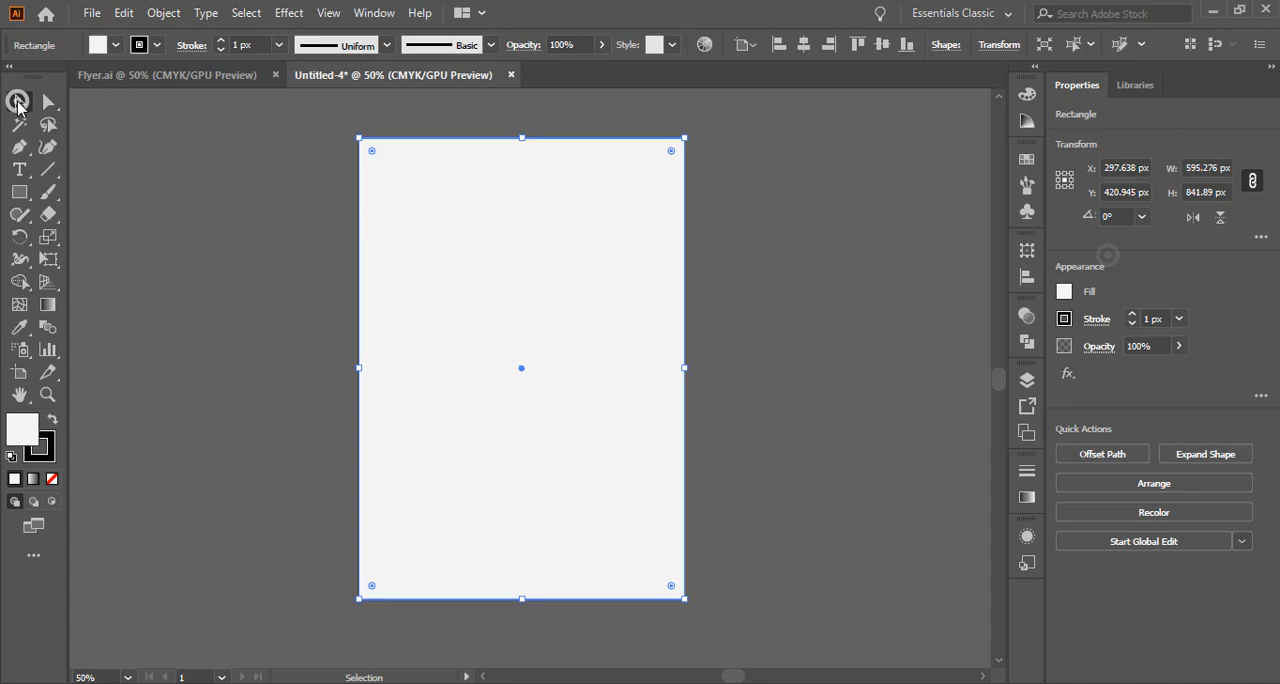 Ai File Edit Object Type Select Effect View Window Help Essentials Classic Search Adobe Stock
Rectangle Stroke: 1 px Uniform Basic Opacity: 100% Style: Shape: Transform
Flyer.ai @ 50% (CMYK/GPU Preview) Untitled-4* @ 50% (CMYK/GPU Preview)
Properties Libraries
Rectangle
Transform
X: 297.638 px W: 595.276 px
Y: 420.945 px H: 841.89 px
0°
Appearance
Fill
Stroke 1 px
Opacity 100%
fx.
Quick Actions
Offset Path Expand Shape
Arrange
Recolor
Start Global Edit
50% 1 Selection